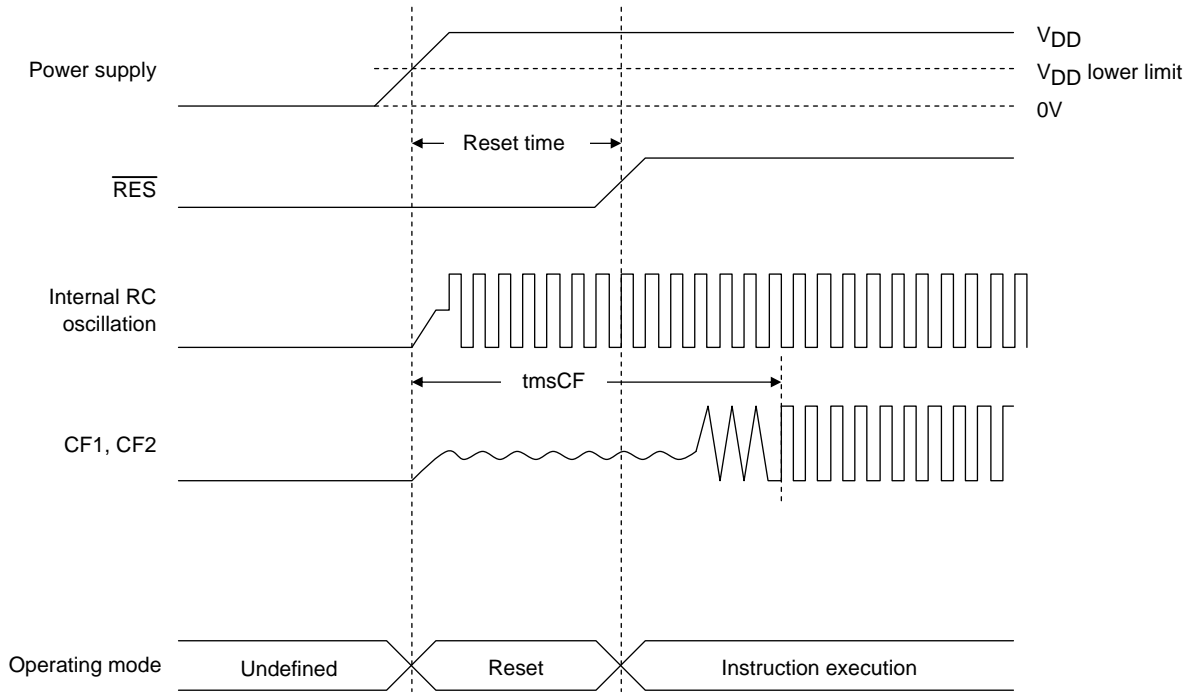 VDD
Power supply
VDD lower limit
0V
Reset time
RES
Internal RC
oscillation
tmsCF
CF1, CF2
Operating mode
Undefined
Reset
Instruction execution